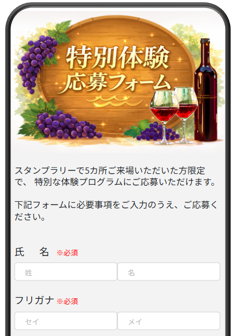 特別体験
応募フォーム
スタンプラリーで5カ所ご来場いただいた方限定
で、 特別な体験プログラムにご応募いただけます。
下記フォームに必要事項をご入力のうえ、ご応募く
ださい。
氏　名 ※必須
姓 名
フリガナ ※必須
セイ メイ